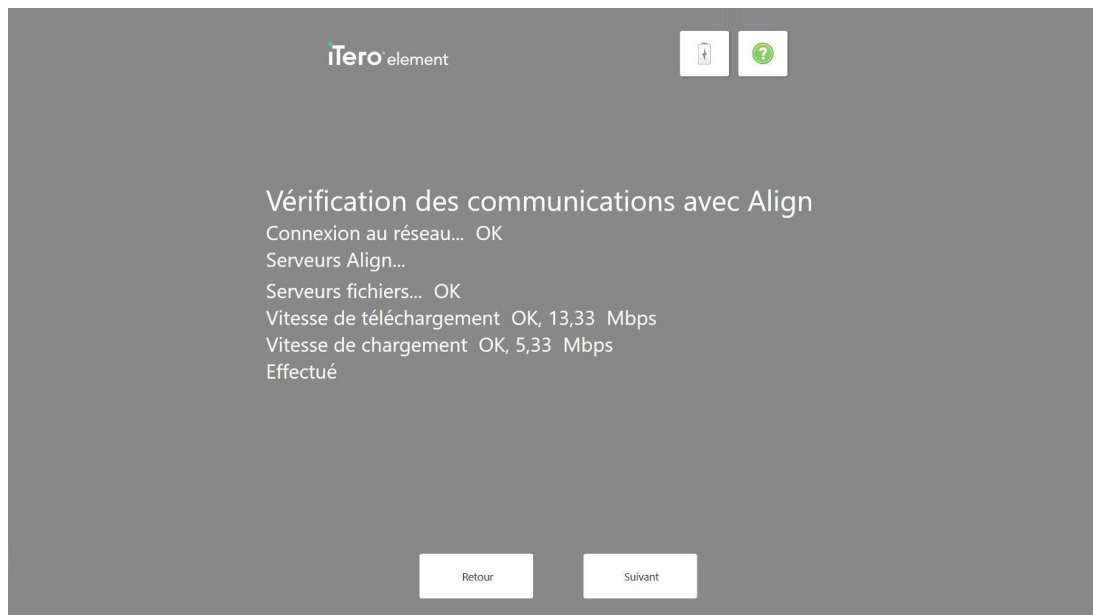 iTero element
Vérification des communications avec Align
Connexion au réseau... OK
Serveurs Align...
Serveurs fichiers... OK
Vitesse de téléchargement OK, 13,33 Mbps
Vitesse de chargement OK, 5,33 Mbps
Effectué
Retour
Suivant